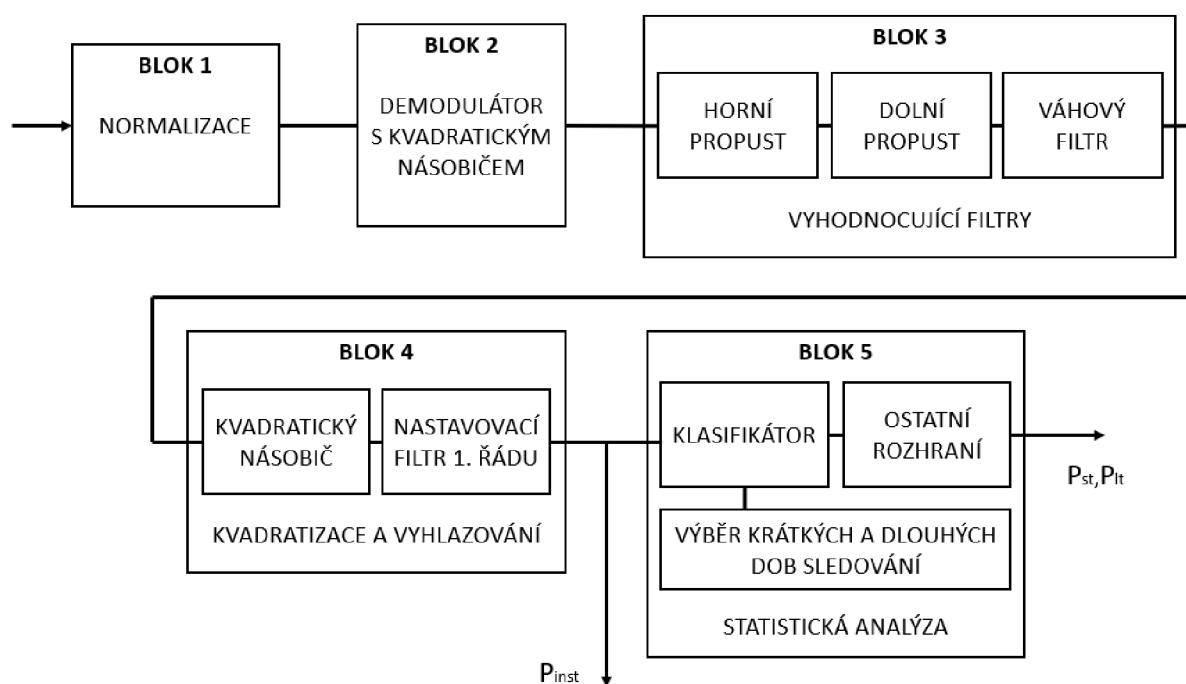 BLOK 1
NORMALIZACE
BLOK 2
DEMODULÁTOR
S KVADRATICKÝM
NÁSOBIČEM
BLOK 3
HORNÍ
PROPUST
DOLNÍ
PROPUST
VÁHOVÝ
FILTR
VYHODNOCUJÍCÍ FILTRY
BLOK 4
KVADRATICKÝ
NÁSOBIČ
NASTAVOVACÍ
FILTR 1. ŘÁDU
KVADRATIZACE A VYHLAZOVÁNÍ
BLOK 5
KLASIFIKÁTOR
OSTATNÍ
ROZHRANÍ
VÝBĚR KRÁTKÝCH A DLOUHÝCH
DOB SLEDOVÁNÍ
STATISTICKÁ ANALÝZA
Pst,Plt
Pinst